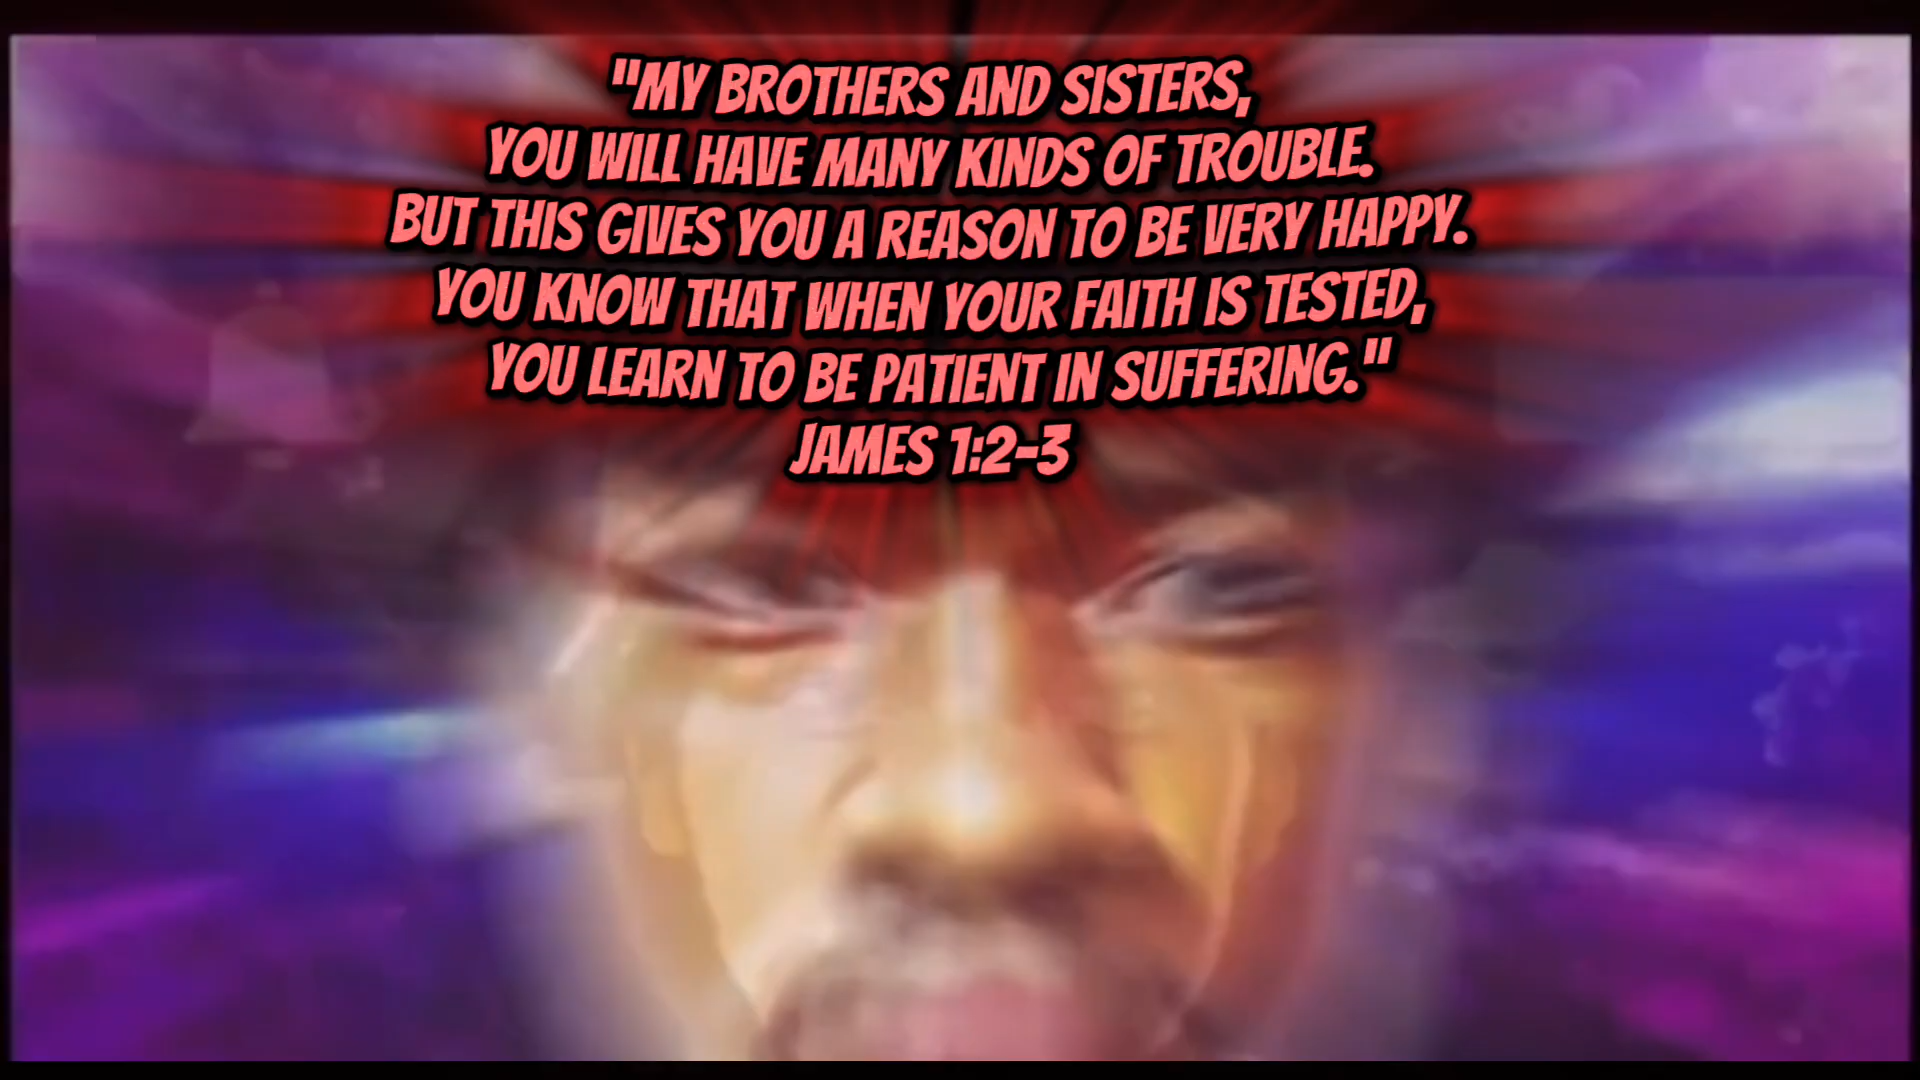 "MY BROTHERS AND SISTERS,
YOU WILL HAVE MANY KINDS OF TROUBLE.
BUT THIS GIVES YOU A REASON TO BE VERY HAPPY.
YOU KNOW THAT WHEN YOUR FAITH IS TESTED,
YOU LEARN TO BE PATIENT IN SUFFERING."
JAMES 1:2-3